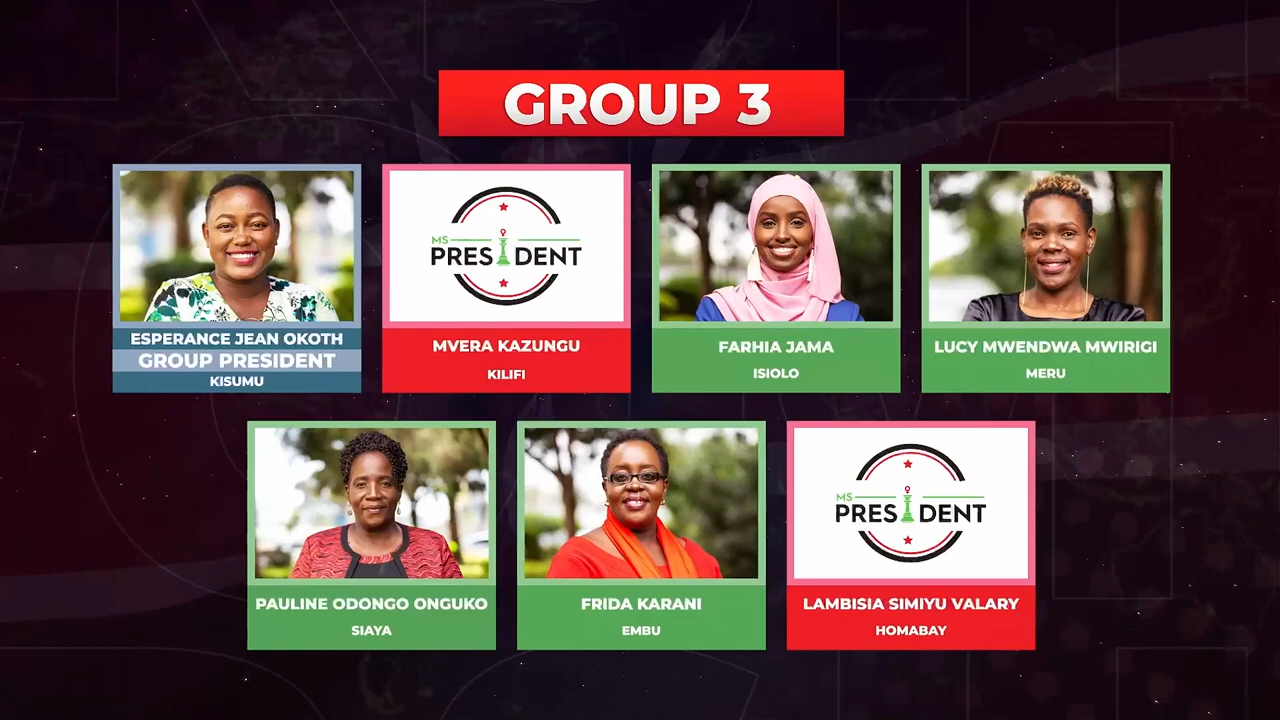 GROUP 3
ESPERANCE JEAN OKOTH
GROUP PRESIDENT
KISUMU
MS
PRESIDENT
MVERA KAZUNGU
KILIFI
FARHIA JAMA
ISIOLO
LUCY MWENDWA MWIRIGI
MERU
PAULINE ODONGO ONGUKO
SIAYA
FRIDA KARANI
EMBU
MS
PRESIDENT
LAMBISIA SIMIYU VALARY
HOMABAY